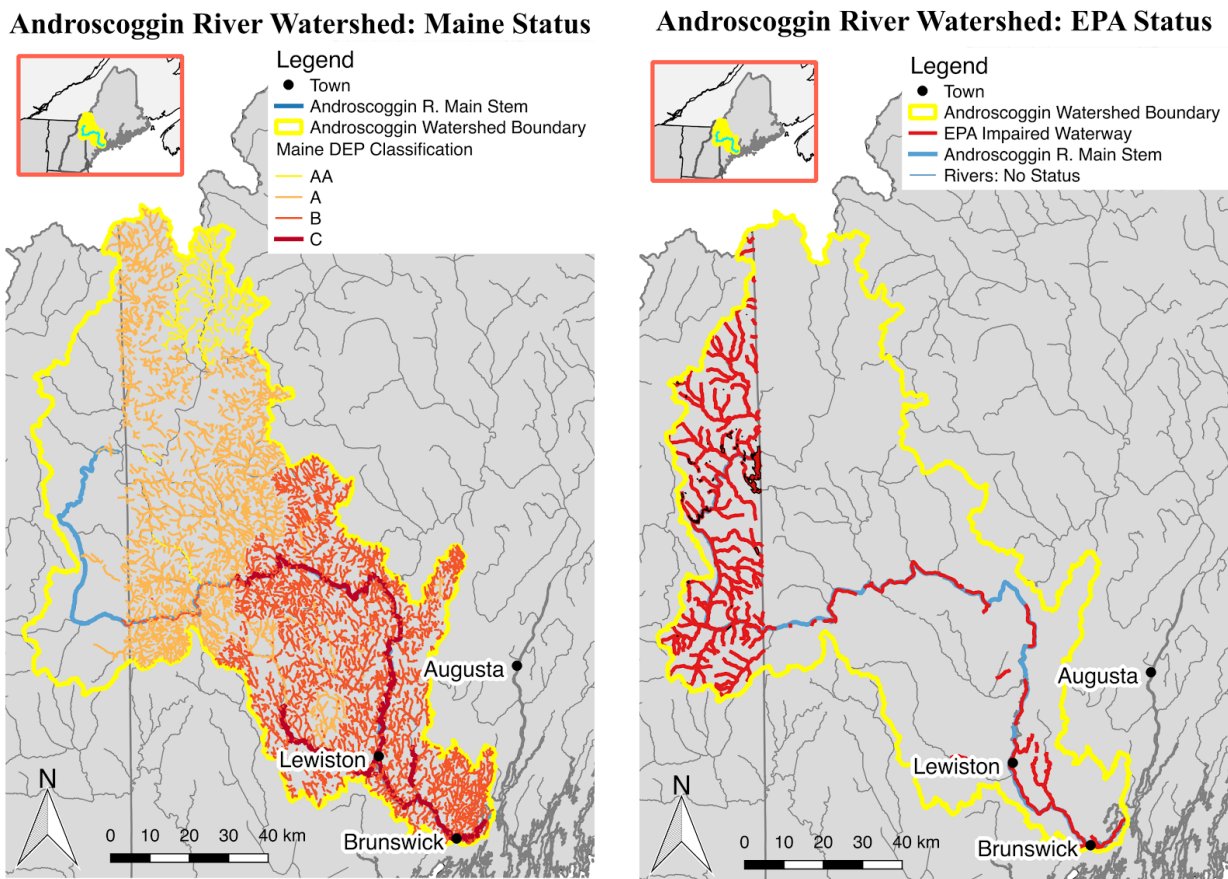 Androscoggin River Watershed: Maine Status
Legend
Town
Androscoggin R. Main Stem
Androscoggin Watershed Boundary
Maine DEP Classification
AA
A
B
C
Augusta
Lewiston
Brunswick
N
0 10 20 30 40 km
Androscoggin River Watershed: EPA Status
Legend
Town
Androscoggin Watershed Boundary
EPA Impaired Waterway
Androscoggin R. Main Stem
Rivers: No Status
Augusta
Lewiston
Brunswick
N
0 10 20 30 40 km